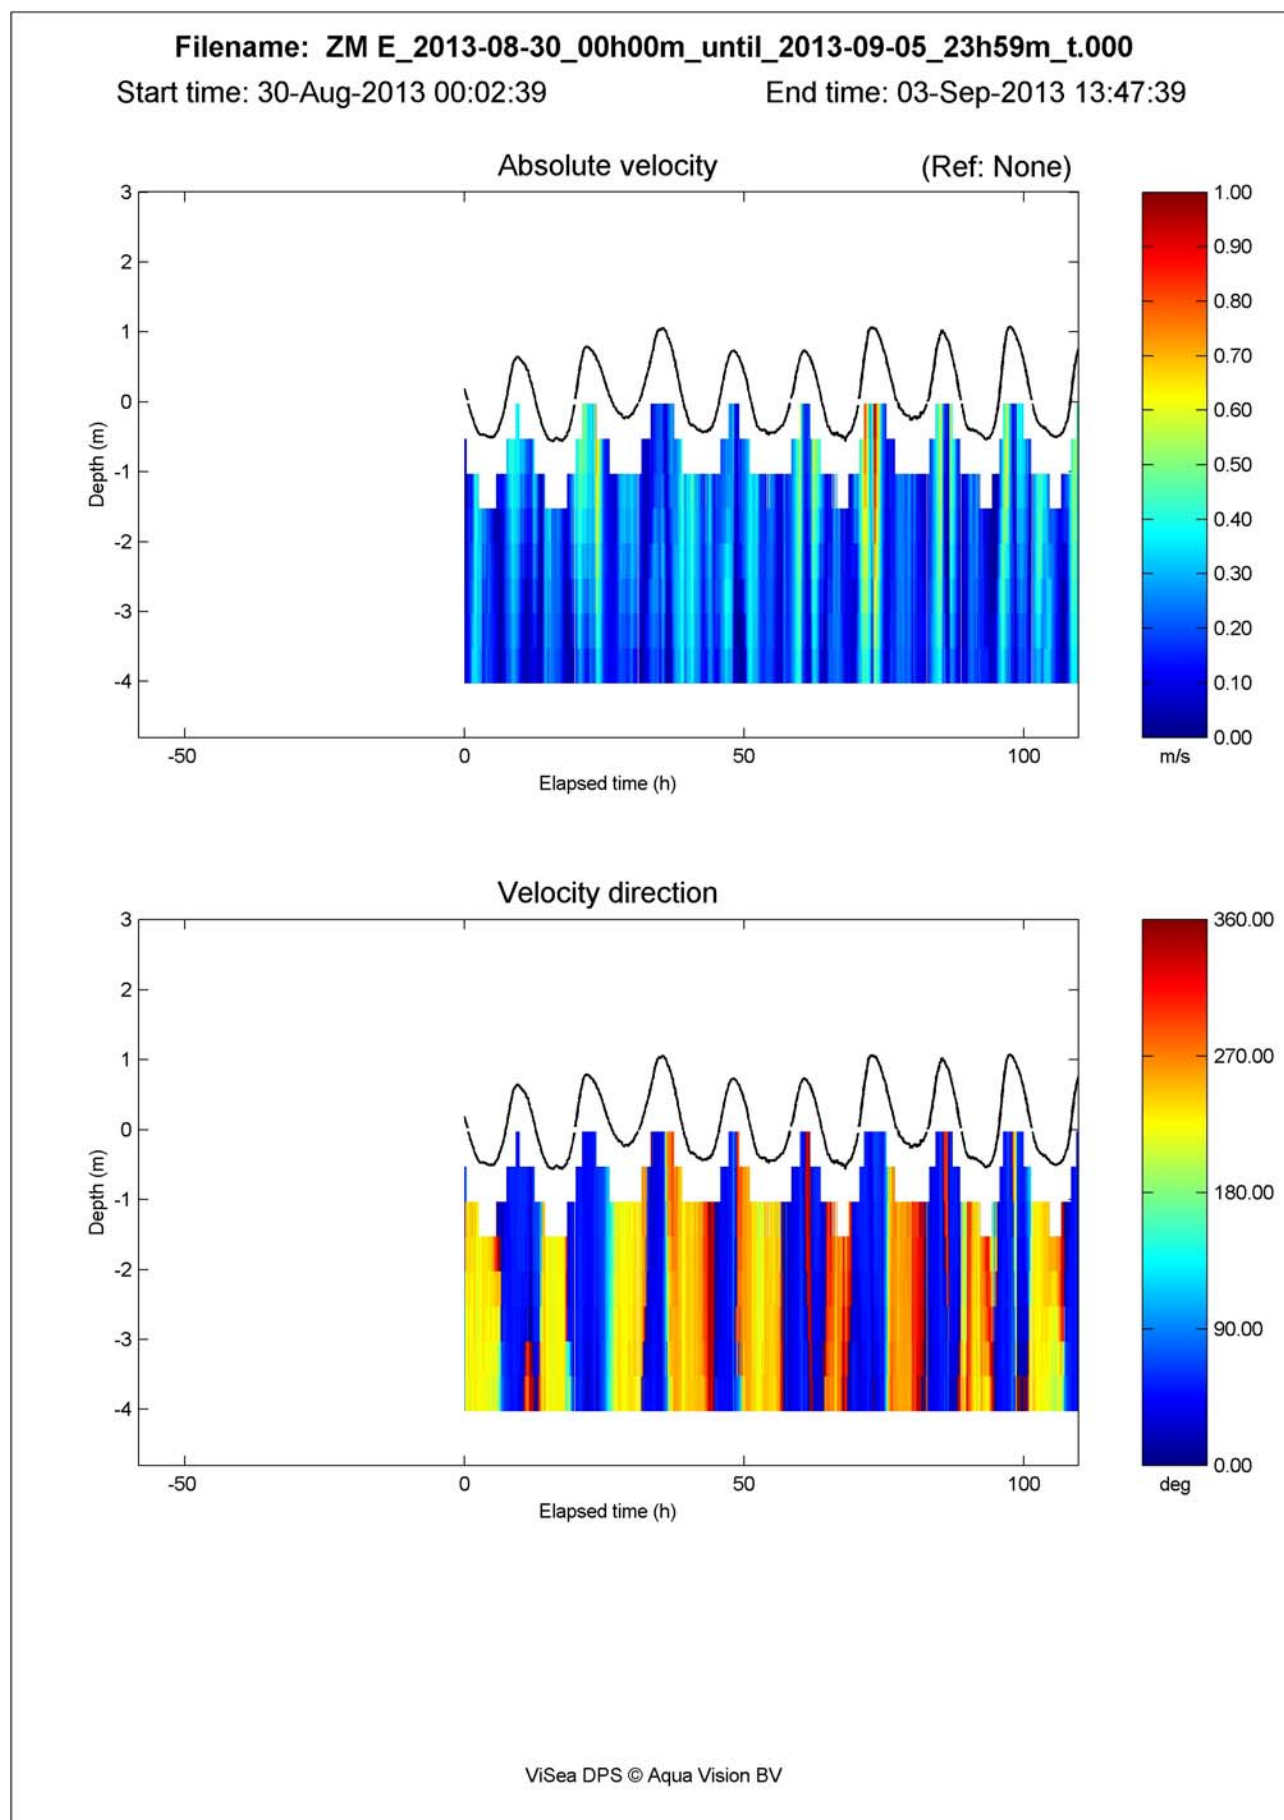 Filename: ZM E_2013-08-30_00h00m_until_2013-09-05_23h59m_t.000
Start time: 30-Aug-2013 00:02:39 End time: 03-Sep-2013 13:47:39
Absolute velocity (Ref: None)
3
2
1
0
-1
-2
-3
-4
Depth (m)
-50 0 50 100
Elapsed time (h)
1.00
0.90
0.80
0.70
0.60
0.50
0.40
0.30
0.20
0.10
0.00
m/s
Velocity direction
3
2
1
0
-1
-2
-3
-4
Depth (m)
-50 0 50 100
Elapsed time (h)
360.00
270.00
180.00
90.00
0.00
deg
ViSea DPS © Aqua Vision BV